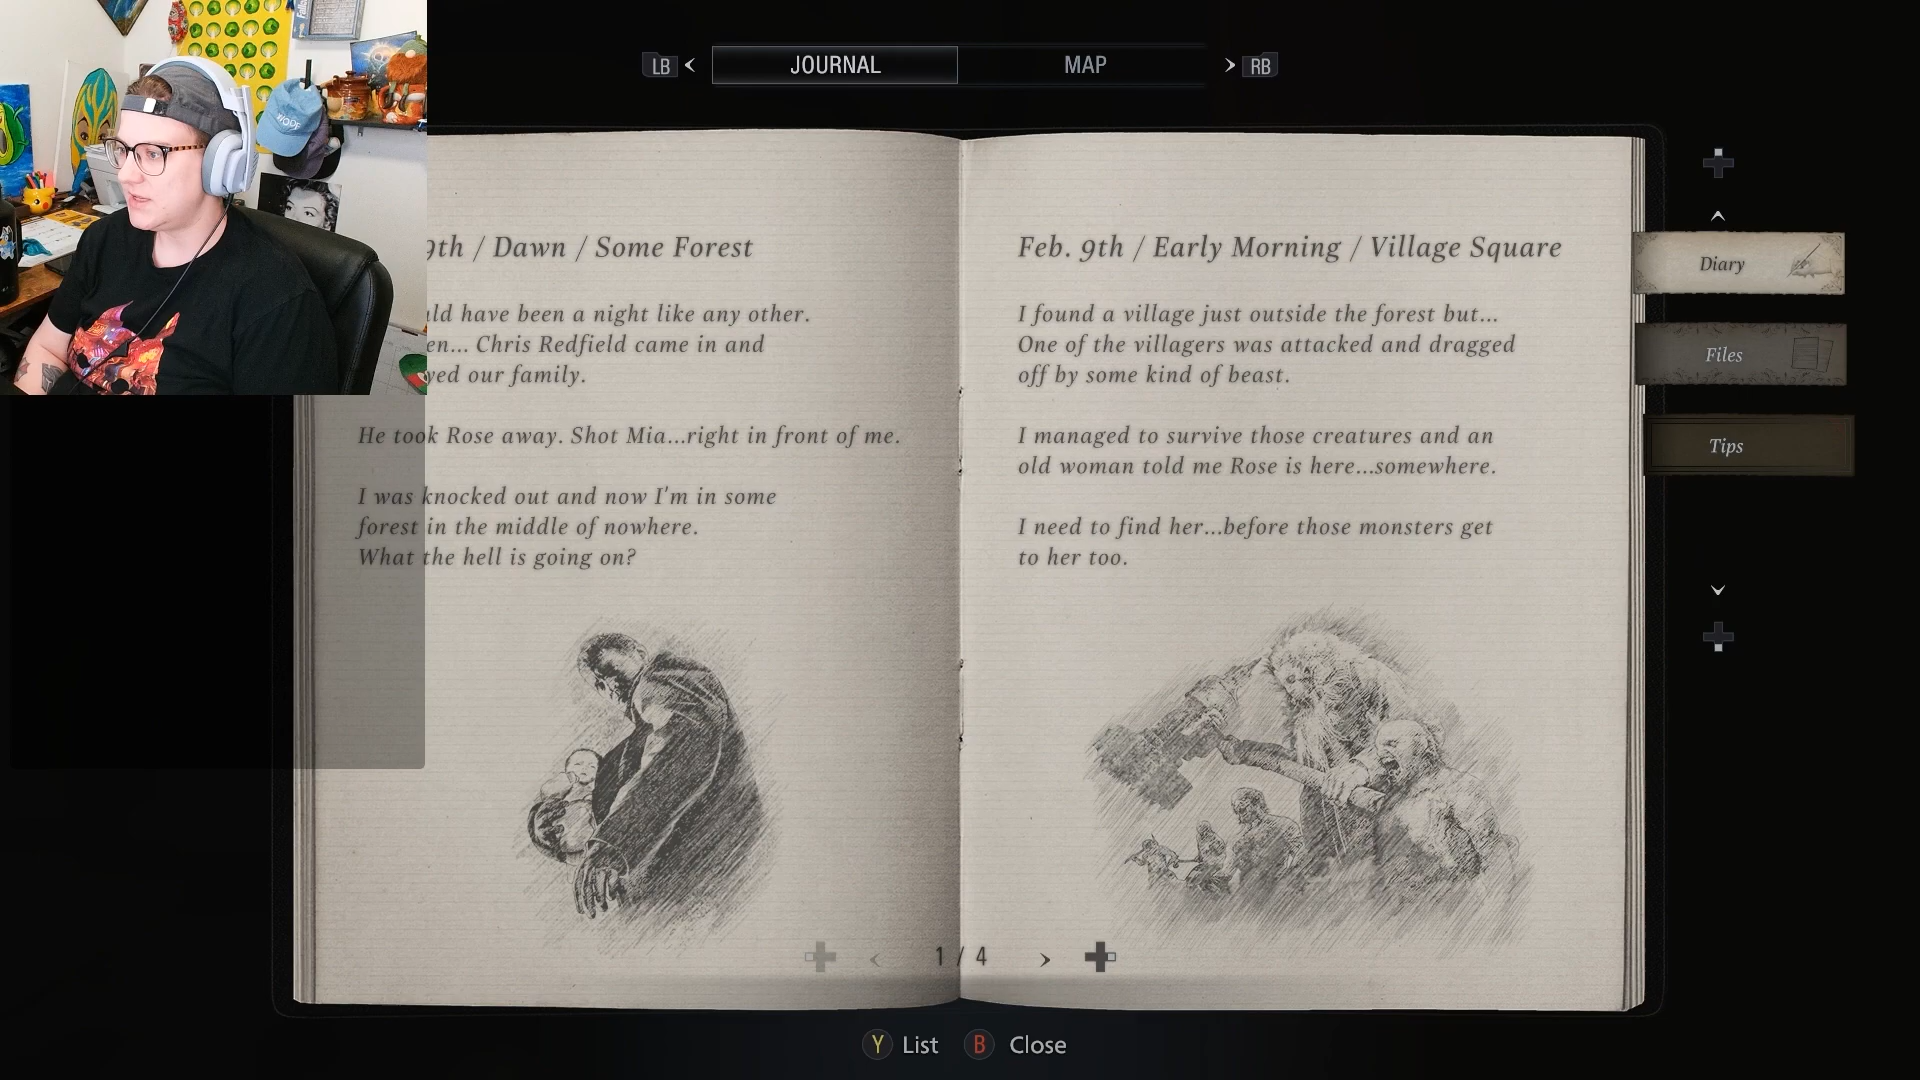 LB
JOURNAL
MAP
RB
9th / Dawn / Some Forest
have been a night like any other.
Chris Redfield came in and
our family.
He took Rose away. Shot Mia...right in front of me.
I was knocked out and now I'm in some
forest in the middle of nowhere.
What the hell is going on?
Feb. 9th / Early Morning / Village Square
I found a village just outside the forest but...
One of the villagers was attacked and dragged
off by some kind of beast.
I managed to survive those creatures and an
old woman told me Rose is here...somewhere.
I need to find her...before those monsters get
to her too.
Diary
Files
Tips
1 / 4
Y List
B Close